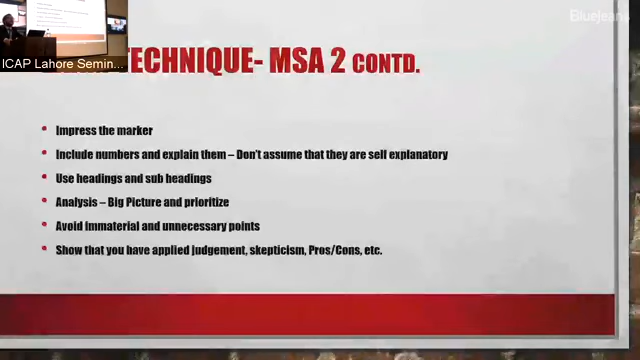 BlueJeans
ICAP Lahore Semin...
TECHNIQUE- MSA 2 CONTD.
Impress the marker
Include numbers and explain them – Don't assume that they are self explanatory
Use headings and sub headings
Analysis – Big Picture and prioritize
Avoid immaterial and unnecessary points
Show that you have applied judgement, skepticism, Pros/Cons, etc.